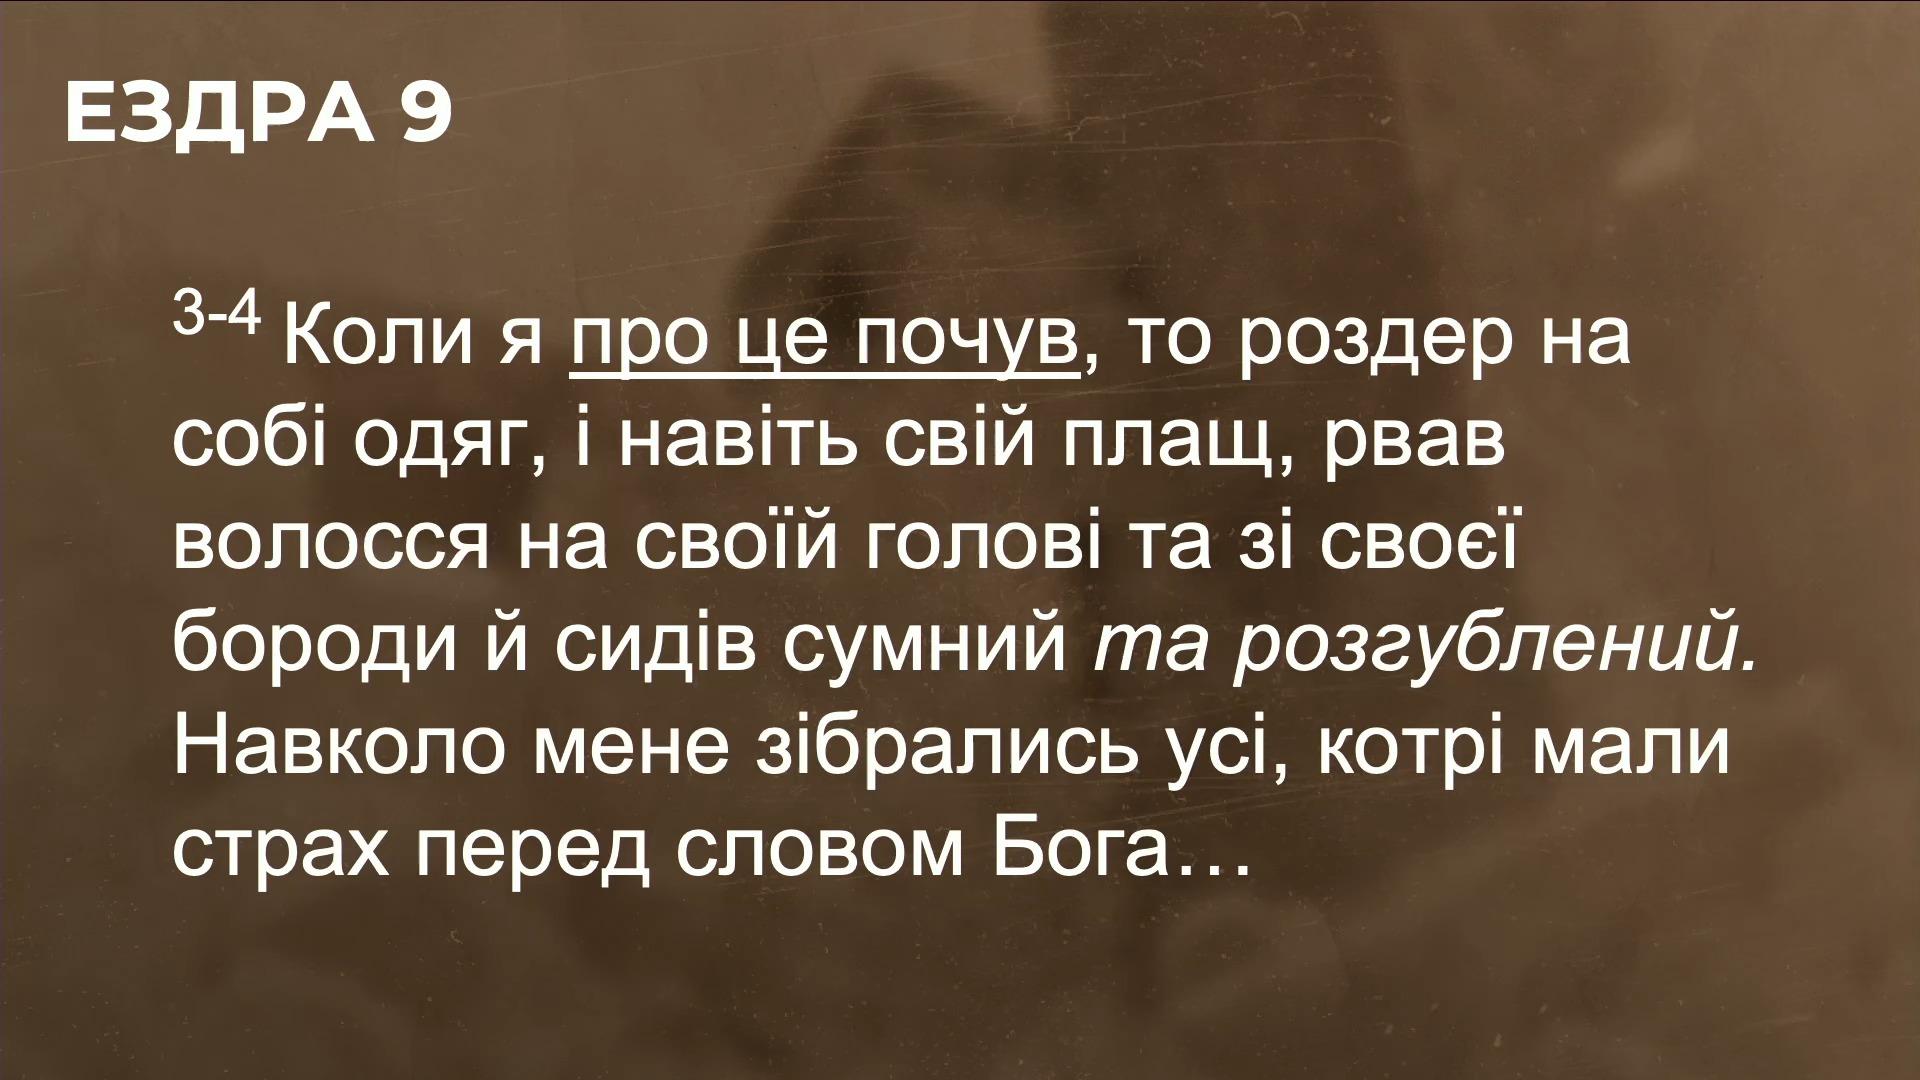 ЕЗДРА 9
3-4 Коли я про це почув, то роздер на
собі одяг, і навіть свій плащ, рвав
волосся на своїй голові та зі своєї
бороди й сидів сумний та розгублений.
Навколо мене зібрались усі, котрі мали
страх перед словом Бога…